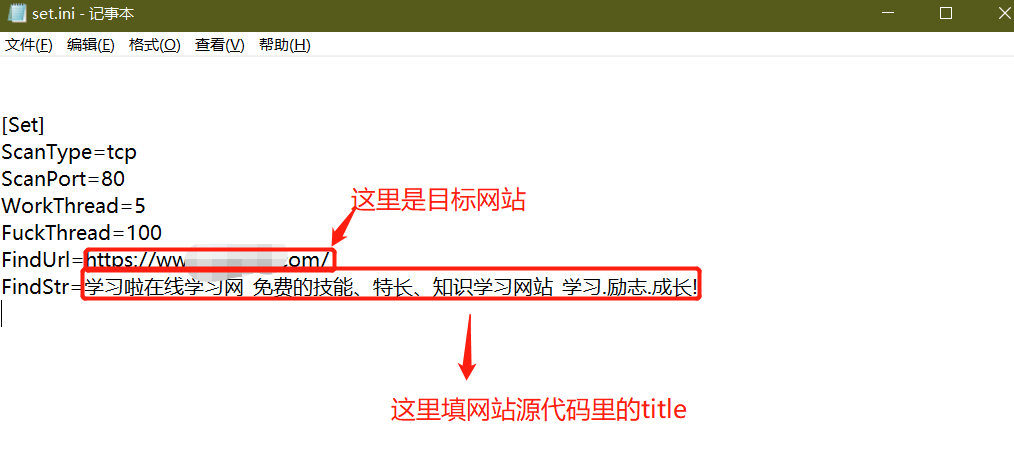 set.ini - 记事本
文件(F) 编辑(E) 格式(O) 查看(V) 帮助(H)
[Set]
ScanType=tcp
ScanPort=80
WorkThread=5
这里是目标网站
FuckThread=100
FindUrl=https://ww om/
FindStr=学习啦在线学习网 免费的技能、特长、知识学习网站 学习.励志.成长!
这里填网站源代码里的title